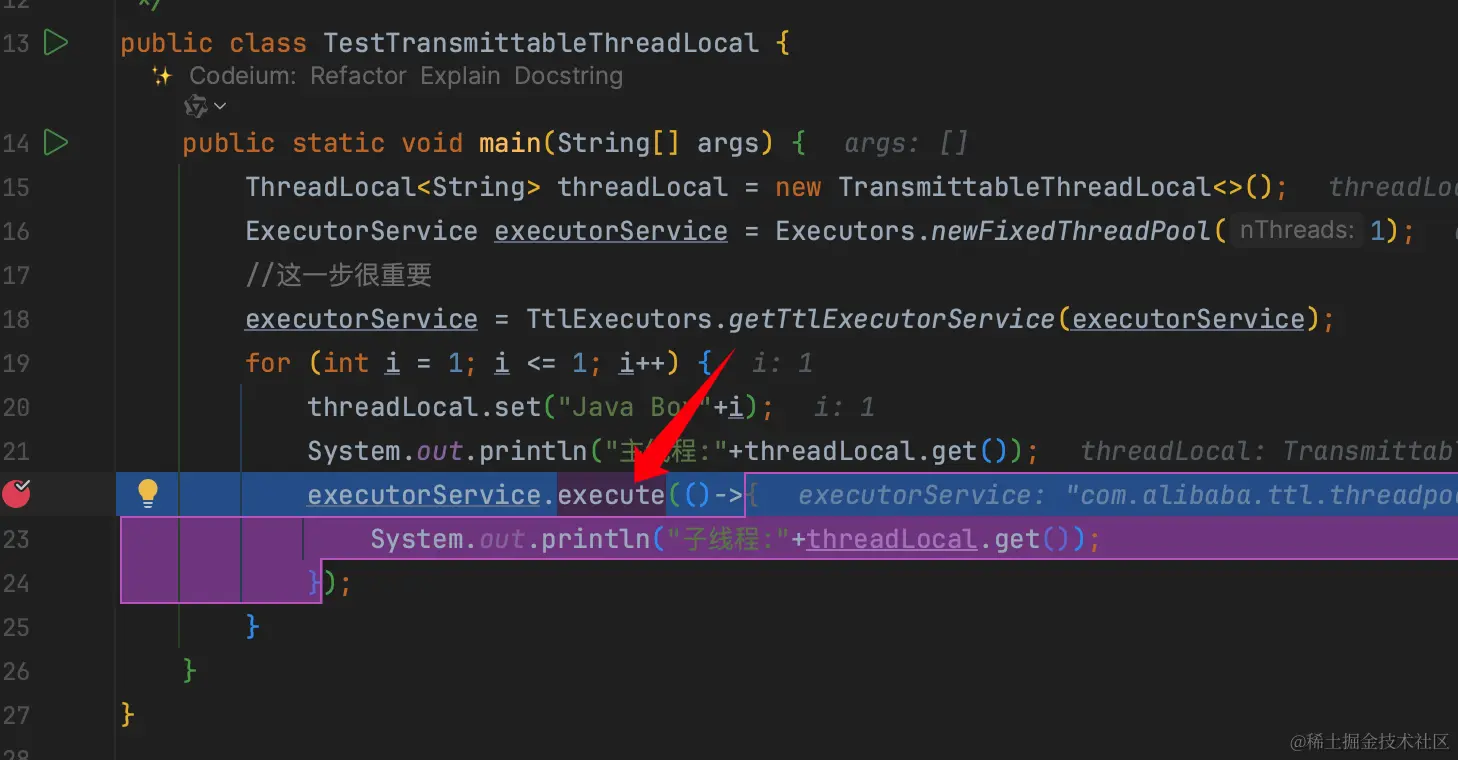 12 */
13 public class TestTransmittableThreadLocal {
Codeium: Refactor Explain Docstring
14 public static void main(String[] args) { args: []
15 ThreadLocal<String> threadLocal = new TransmittableThreadLocal<>(); threadLoc
16 ExecutorService executorService = Executors.newFixedThreadPool( nThreads: 1);
17 //这一步很重要
18 executorService = TtlExecutors.getTtlExecutorService(executorService);
19 for (int i = 1; i <= 1; i++) { i: 1
20 threadLocal.set("Java Boy"+i); i: 1
21 System.out.println("主线程:"+threadLocal.get()); threadLocal: Transmittab
executorService.execute(()->{ executorService: "com.alibaba.ttl.threadpoo
23 System.out.println("子线程:"+threadLocal.get());
24 });
25 }
26 }
27 }
28
@稀土掘金技术社区